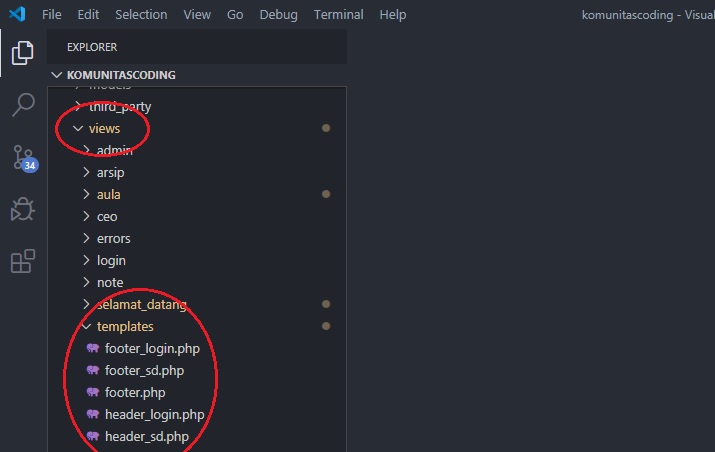 File Edit Selection View Go Debug Terminal Help komunitascoding - Visual
EXPLORER
KOMUNITASCODING
models
third_party
views
admin
arsip
aula
ceo
errors
login
34
note
selamat_datang
templates
footer_login.php
footer_sd.php
footer.php
header_login.php
header_sd.php